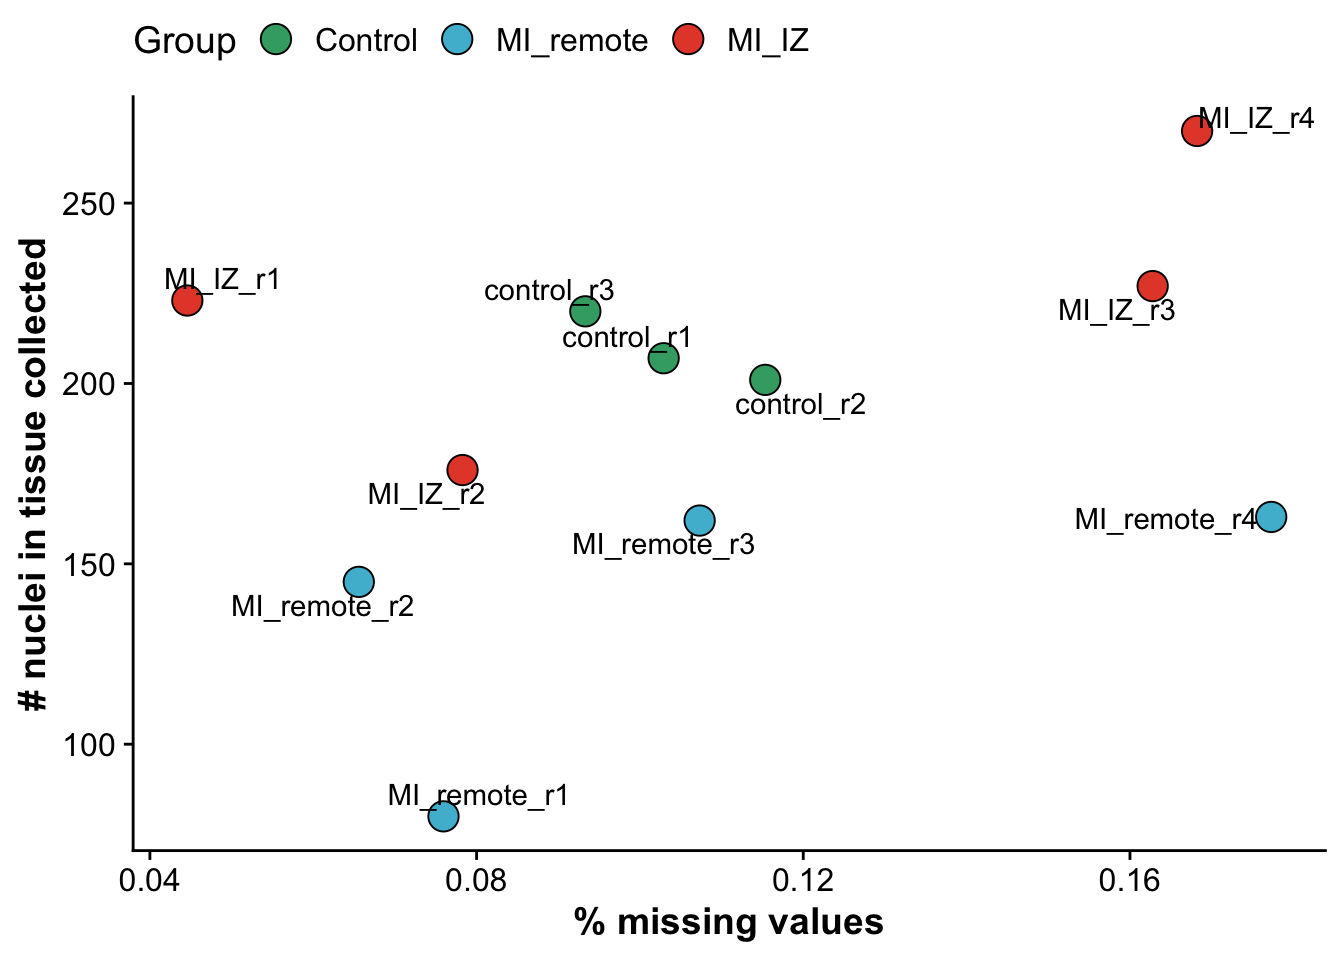 Group Control MI_remote MI_IZ
MI_IZ_r4
250
MI_IZ_r1
control_r3
MI_IZ_r3
control_r1
200
control_r2
MI_IZ_r2
MI_remote_r4
MI_remote_r3
150
MI_remote_r2
100
MI_remote_r1
# nuclei in tissue collected
0.04 0.08 0.12 0.16
% missing values